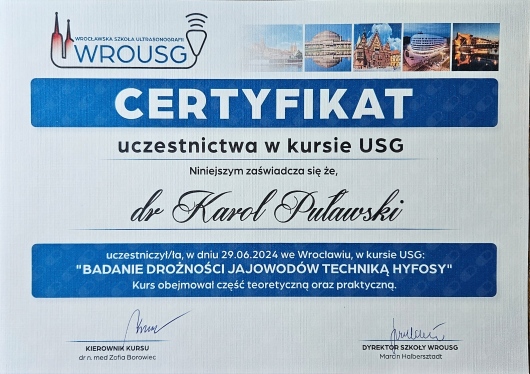 WROCŁAWSKA SZKOŁA ULTRASONOGRAFII
WROUSG
CERTYFIKAT
uczestnictwa w kursie USG
Niniejszym zaświadcza się że,
dr Karol Puławski
uczestniczył/ła, w dniu 29.06.2024 we Wrocławiu, w kursie USG:
"BADANIE DROŻNOŚCI JAJOWODÓW TECHNIKĄ HYFOSY"
Kurs obejmował część teoretyczną oraz praktyczną.
KIEROWNIK KURSU
dr n. med Zofia Borowiec
DYREKTOR SZKOŁY WROUSG
Marcin Halbersztadt